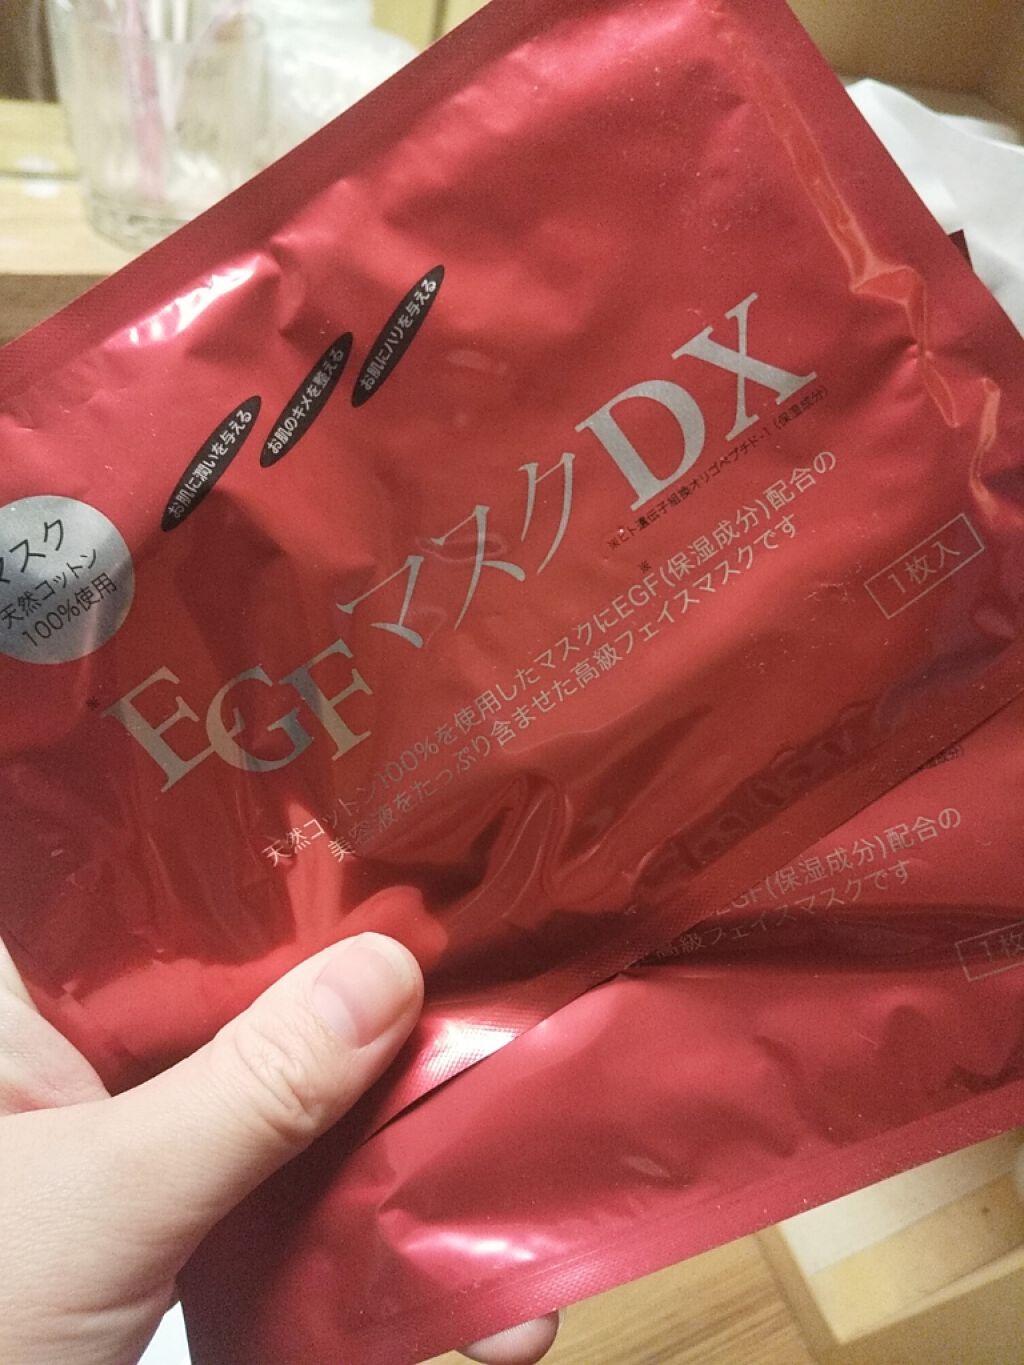 お肌に潤いを与える
お肌のキメを整える
お肌にハリを与える
マスク
天然コットン
100%使用
※
EGFマスクDX
※ヒト遺伝子組換オリゴペプチド-1(保湿成分)
※
天然コットン100%を使用したマスクにEGF(保湿成分)配合の
美容液をたっぷり含ませた高級フェイスマスクです
1枚入
EGF(保湿成分)配合の
高級フェイスマスクです
1枚